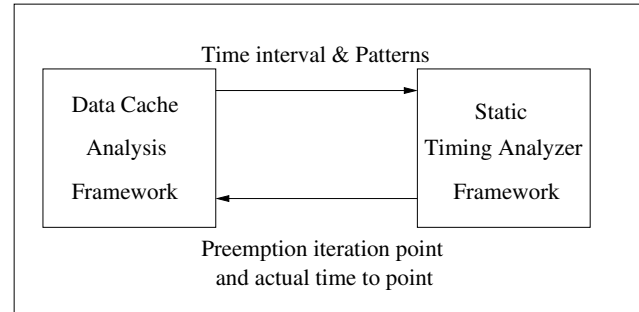 Time interval & Patterns
Data Cache
Analysis
Framework
Static
Timing Analyzer
Framework
Preemption iteration point
and actual time to point